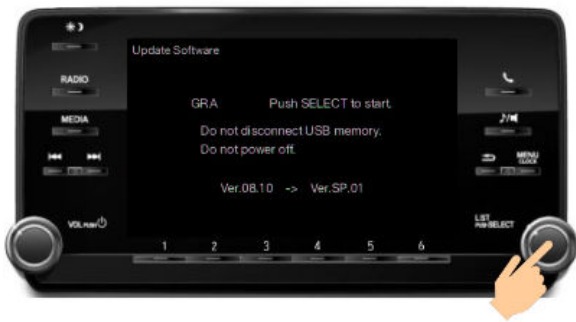 Update Software
RADIO
GRA Push SELECT to start.
MEDIA
Do not disconnect USB memory.
Do not power off.
MENU
CLOCK
Ver.08.10 -> Ver.SP.01
VOL PUSH
LIST
PUSH SELECT
1 2 3 4 5 6